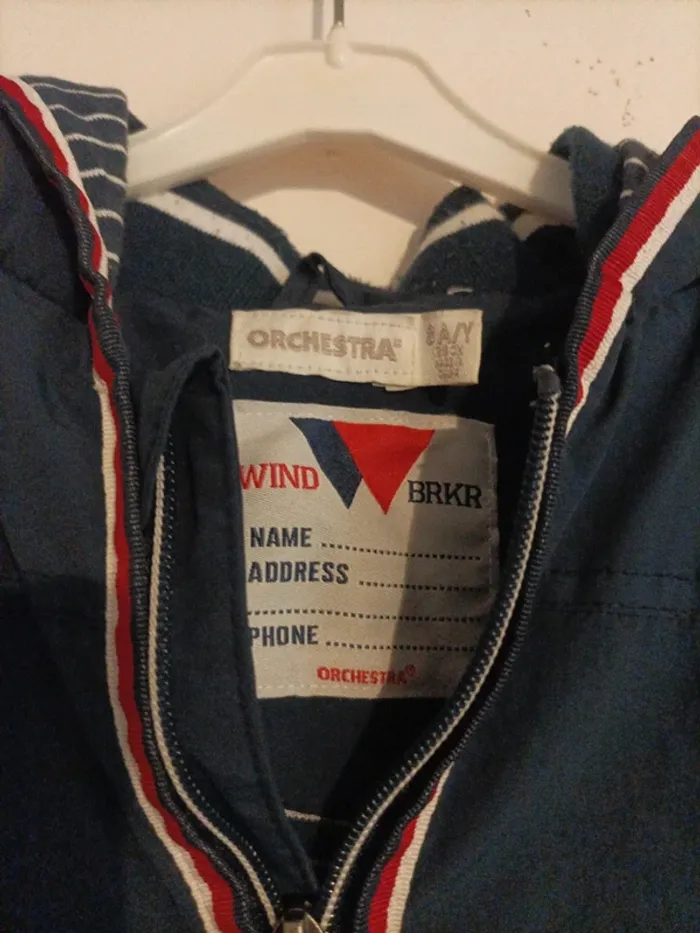 ORCHESTRA®
8A/Y
WIND BRKR
NAME
ADDRESS
PHONE
ORCHESTRA®